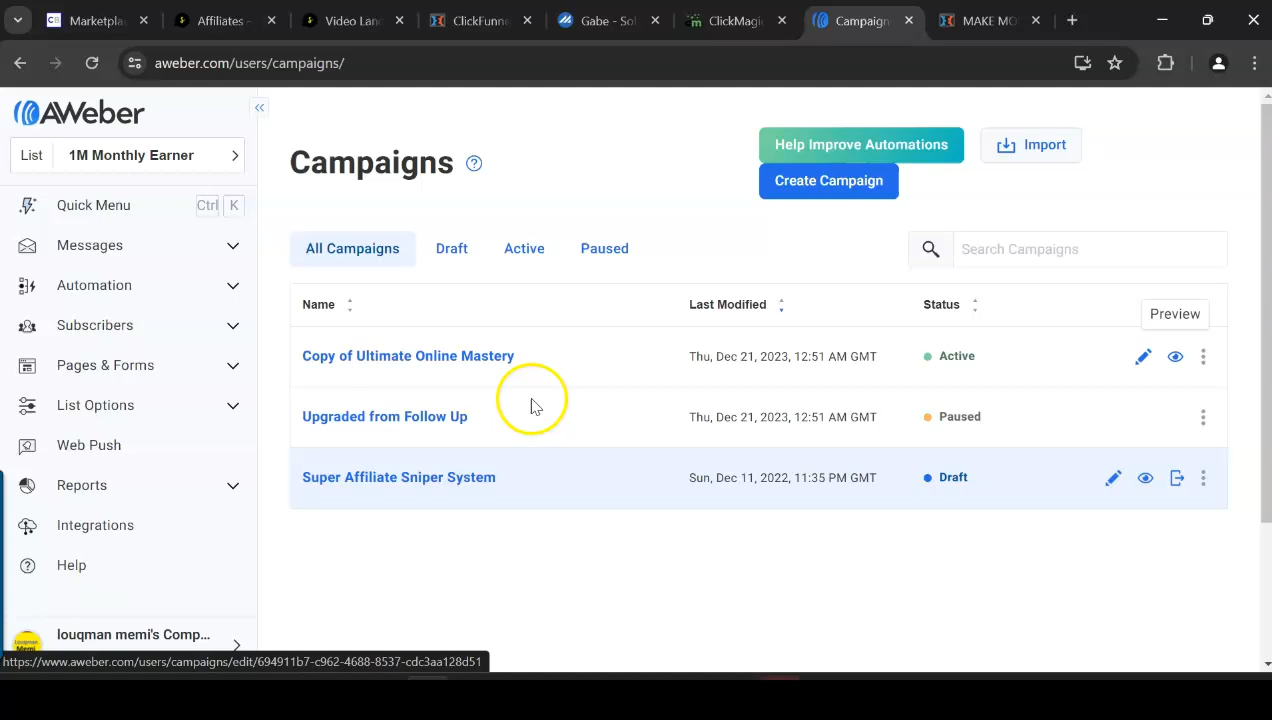 Marketpla
Affiliates –
Video Lan
ClickFunne
Gabe - Sol
ClickMagic
Campaign
MAKE MO
aweber.com/users/campaigns/
AWeber
List 1M Monthly Earner
Quick Menu Ctrl K
Messages
Automation
Subscribers
Pages & Forms
List Options
Web Push
Reports
Integrations
Help
louqman memi's Comp...
Campaigns
Help Improve Automations
Import
Create Campaign
All Campaigns Draft Active Paused
Search Campaigns
Name Last Modified Status
Preview
Copy of Ultimate Online Mastery Thu, Dec 21, 2023, 12:51 AM GMT Active
Upgraded from Follow Up Thu, Dec 21, 2023, 12:51 AM GMT Paused
Super Affiliate Sniper System Sun, Dec 11, 2022, 11:35 PM GMT Draft
https://www.aweber.com/users/campaigns/edit/694911b7-c962-4688-8537-cdc3aa128d51